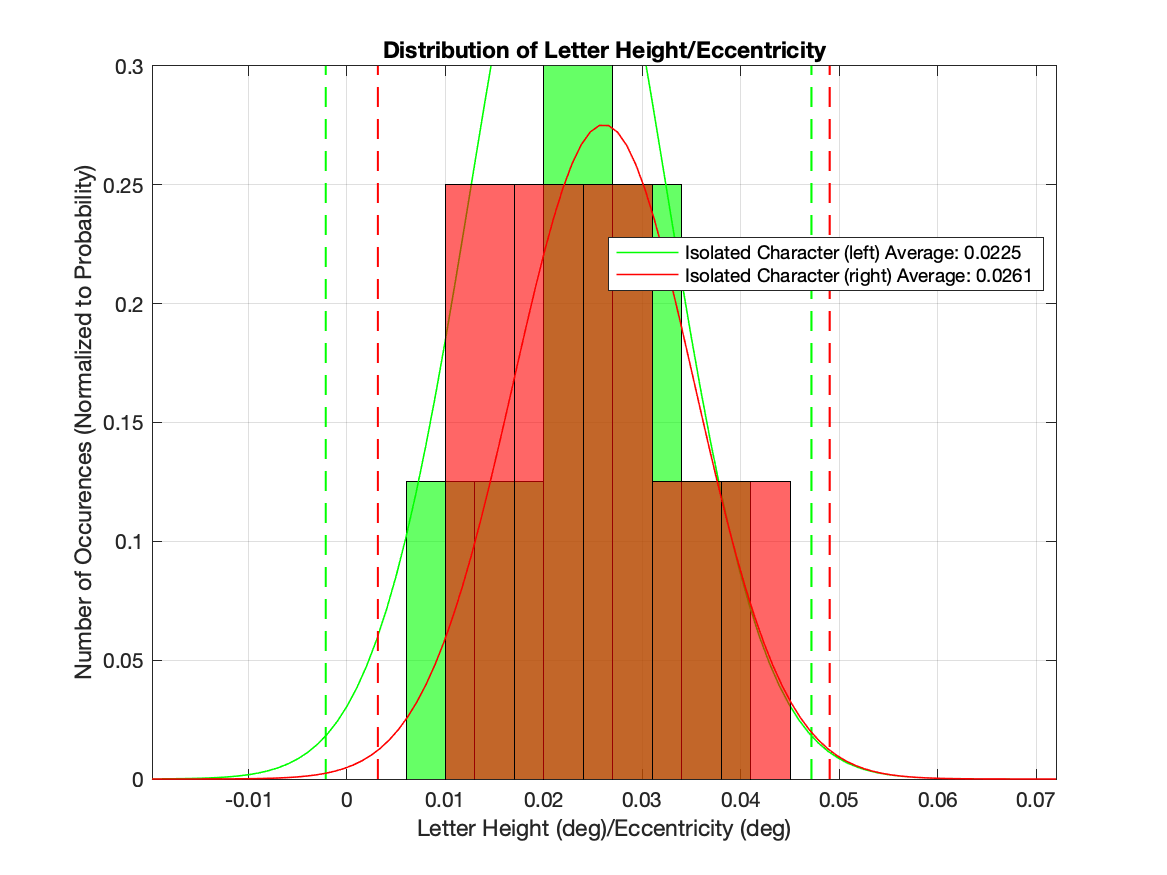 Distribution of Letter Height/Eccentricity
Number of Occurences (Normalized to Probability)
0.3
0.25
0.2
0.15
0.1
0.05
0
Isolated Character (left) Average: 0.0225
Isolated Character (right) Average: 0.0261
-0.01 0 0.01 0.02 0.03 0.04 0.05 0.06 0.07
Letter Height (deg)/Eccentricity (deg)